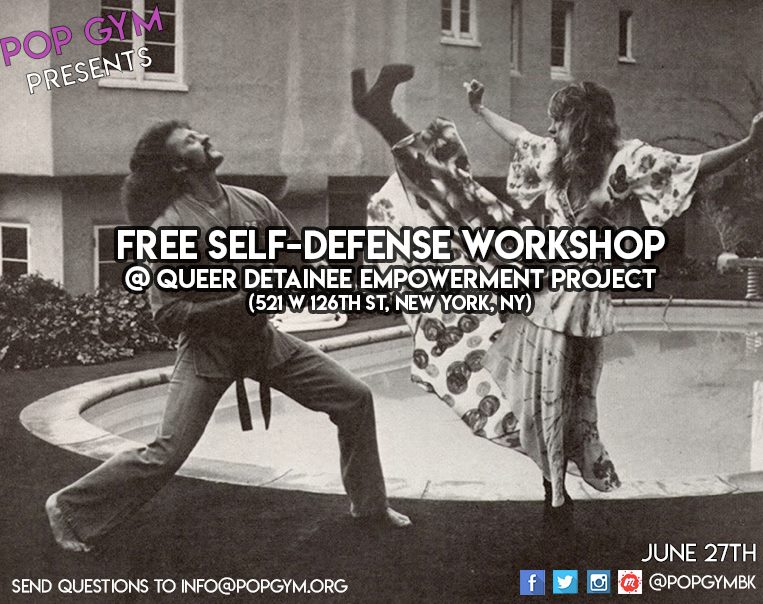 POP GYM
PRESENTS
FREE SELF-DEFENSE WORKSHOP
@ QUEER DETAINEE EMPOWERMENT PROJECT
(521 W 126TH ST, NEW YORK, NY)
JUNE 27TH
SEND QUESTIONS TO INFO@POPGYM.ORG
@POPGYMBK